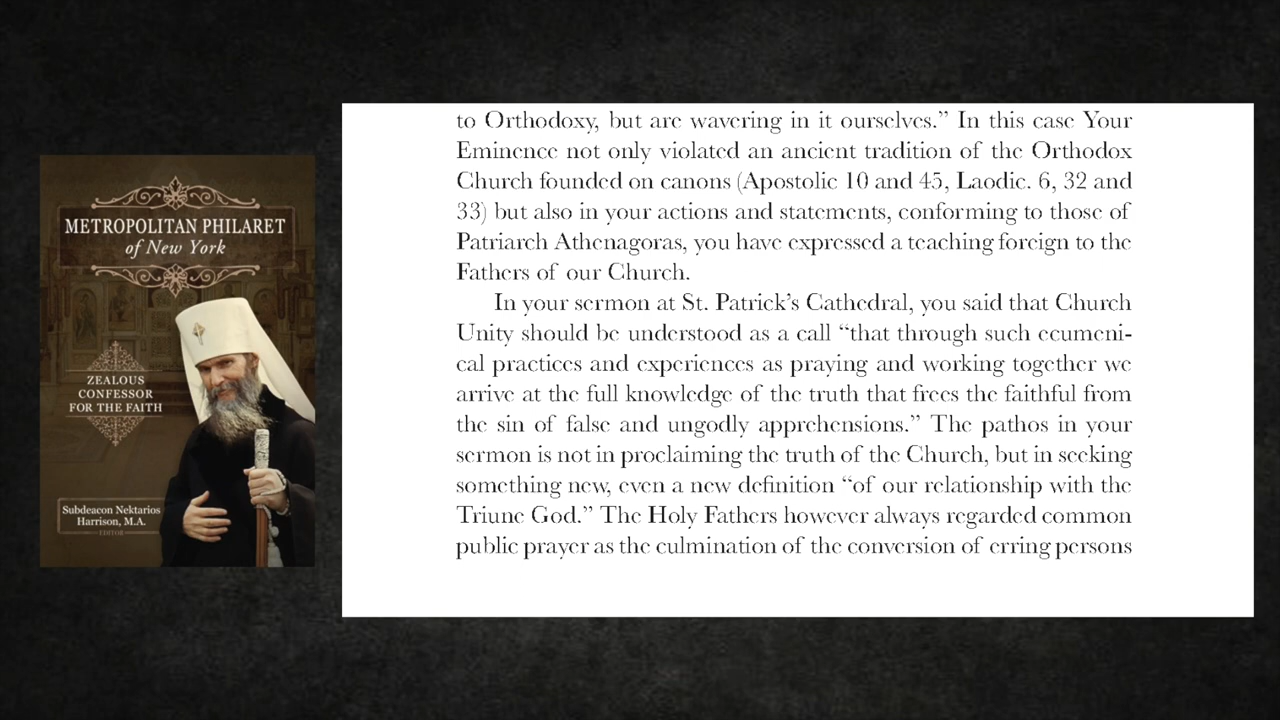 METROPOLITAN PHILARET
of New York
ZEALOUS
CONFESSOR
FOR THE FAITH
Subdeacon Nektarios
Harrison, M.A.
EDITOR
to Orthodoxy, but are wavering in it ourselves.” In this case Your
Eminence not only violated an ancient tradition of the Orthodox
Church founded on canons (Apostolic 10 and 45, Laodic. 6, 32 and
33) but also in your actions and statements, conforming to those of
Patriarch Athenagoras, you have expressed a teaching foreign to the
Fathers of our Church.
In your sermon at St. Patrick’s Cathedral, you said that Church
Unity should be understood as a call “that through such ecumeni-
cal practices and experiences as praying and working together we
arrive at the full knowledge of the truth that frees the faithful from
the sin of false and ungodly apprehensions.” The pathos in your
sermon is not in proclaiming the truth of the Church, but in seeking
something new, even a new definition “of our relationship with the
Triune God.” The Holy Fathers however always regarded common
public prayer as the culmination of the conversion of erring persons